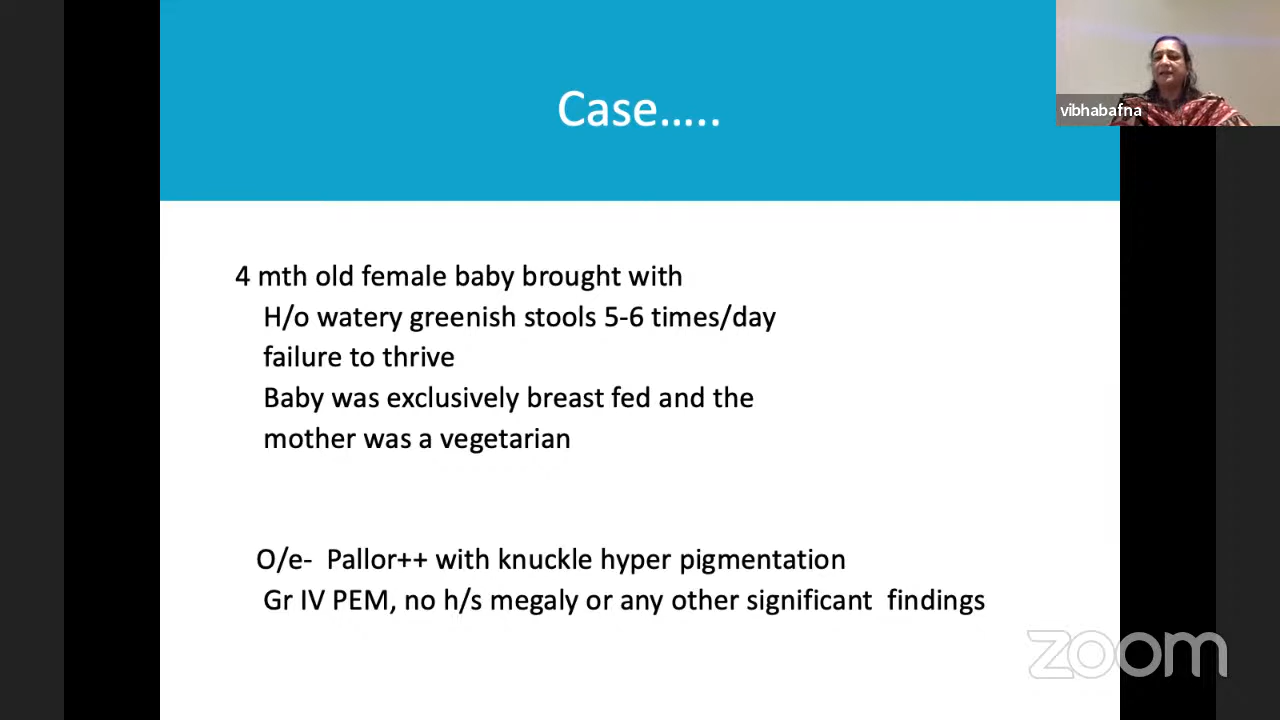 Case.....
vibhabafna
4 mth old female baby brought with
H/o watery greenish stools 5-6 times/day
failure to thrive
Baby was exclusively breast fed and the
mother was a vegetarian
O/e- Pallor++ with knuckle hyper pigmentation
Gr IV PEM, no h/s megaly or any other significant findings
zoom